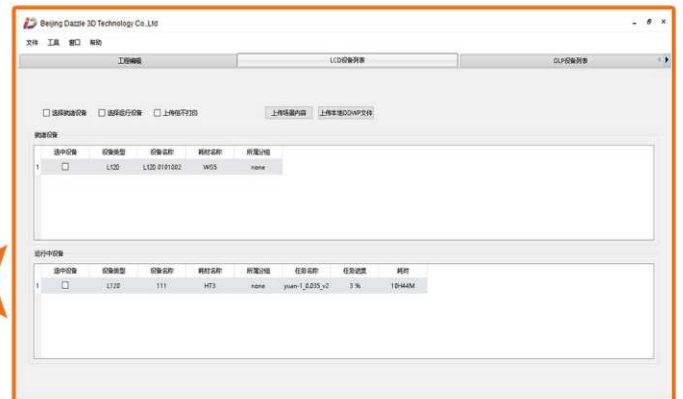 Beijing Dazzle 3D Technology Co.,Ltd
文件 工具 窗口 帮助
工程编辑 LCD设备列表 DLP设备列表
选择就绪设备 选择运行设备 上传但不打印 上传场景内容 上传本地DDWP文件
就绪设备
选中设备 设备类型 设备名称 耗材名称 所属分组
1 L120 L120 0101002 WG5 none
运行中设备
选中设备 设备类型 设备名称 耗材名称 所属分组 任务名称 任务进度 耗时
1 L120 111 HT3 none yuan-1_0.035_v2 3 % 10H44M